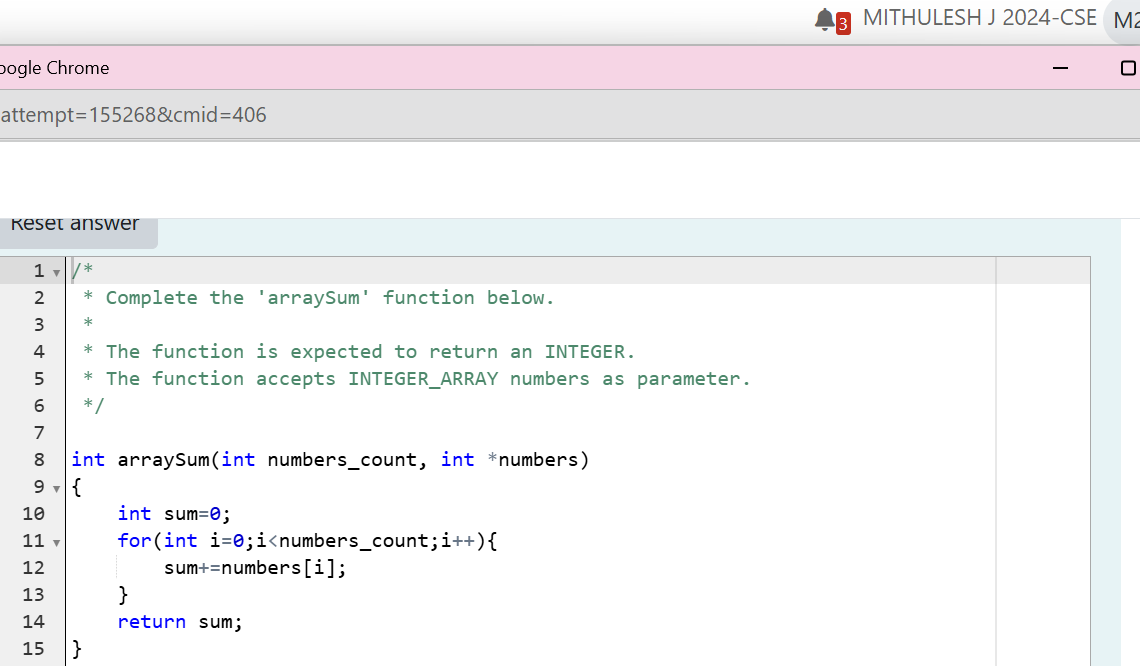 3 MITHULESH J 2024-CSE M2
oogle Chrome
attempt=155268&cmid=406
Reset answer
1 /*
2  * Complete the 'arraySum' function below.
3  *
4  * The function is expected to return an INTEGER.
5  * The function accepts INTEGER_ARRAY numbers as parameter.
6  */
7
8 int arraySum(int numbers_count, int *numbers)
9 {
10     int sum=0;
11     for(int i=0;i<numbers_count;i++){
12         sum+=numbers[i];
13     }
14     return sum;
15 }